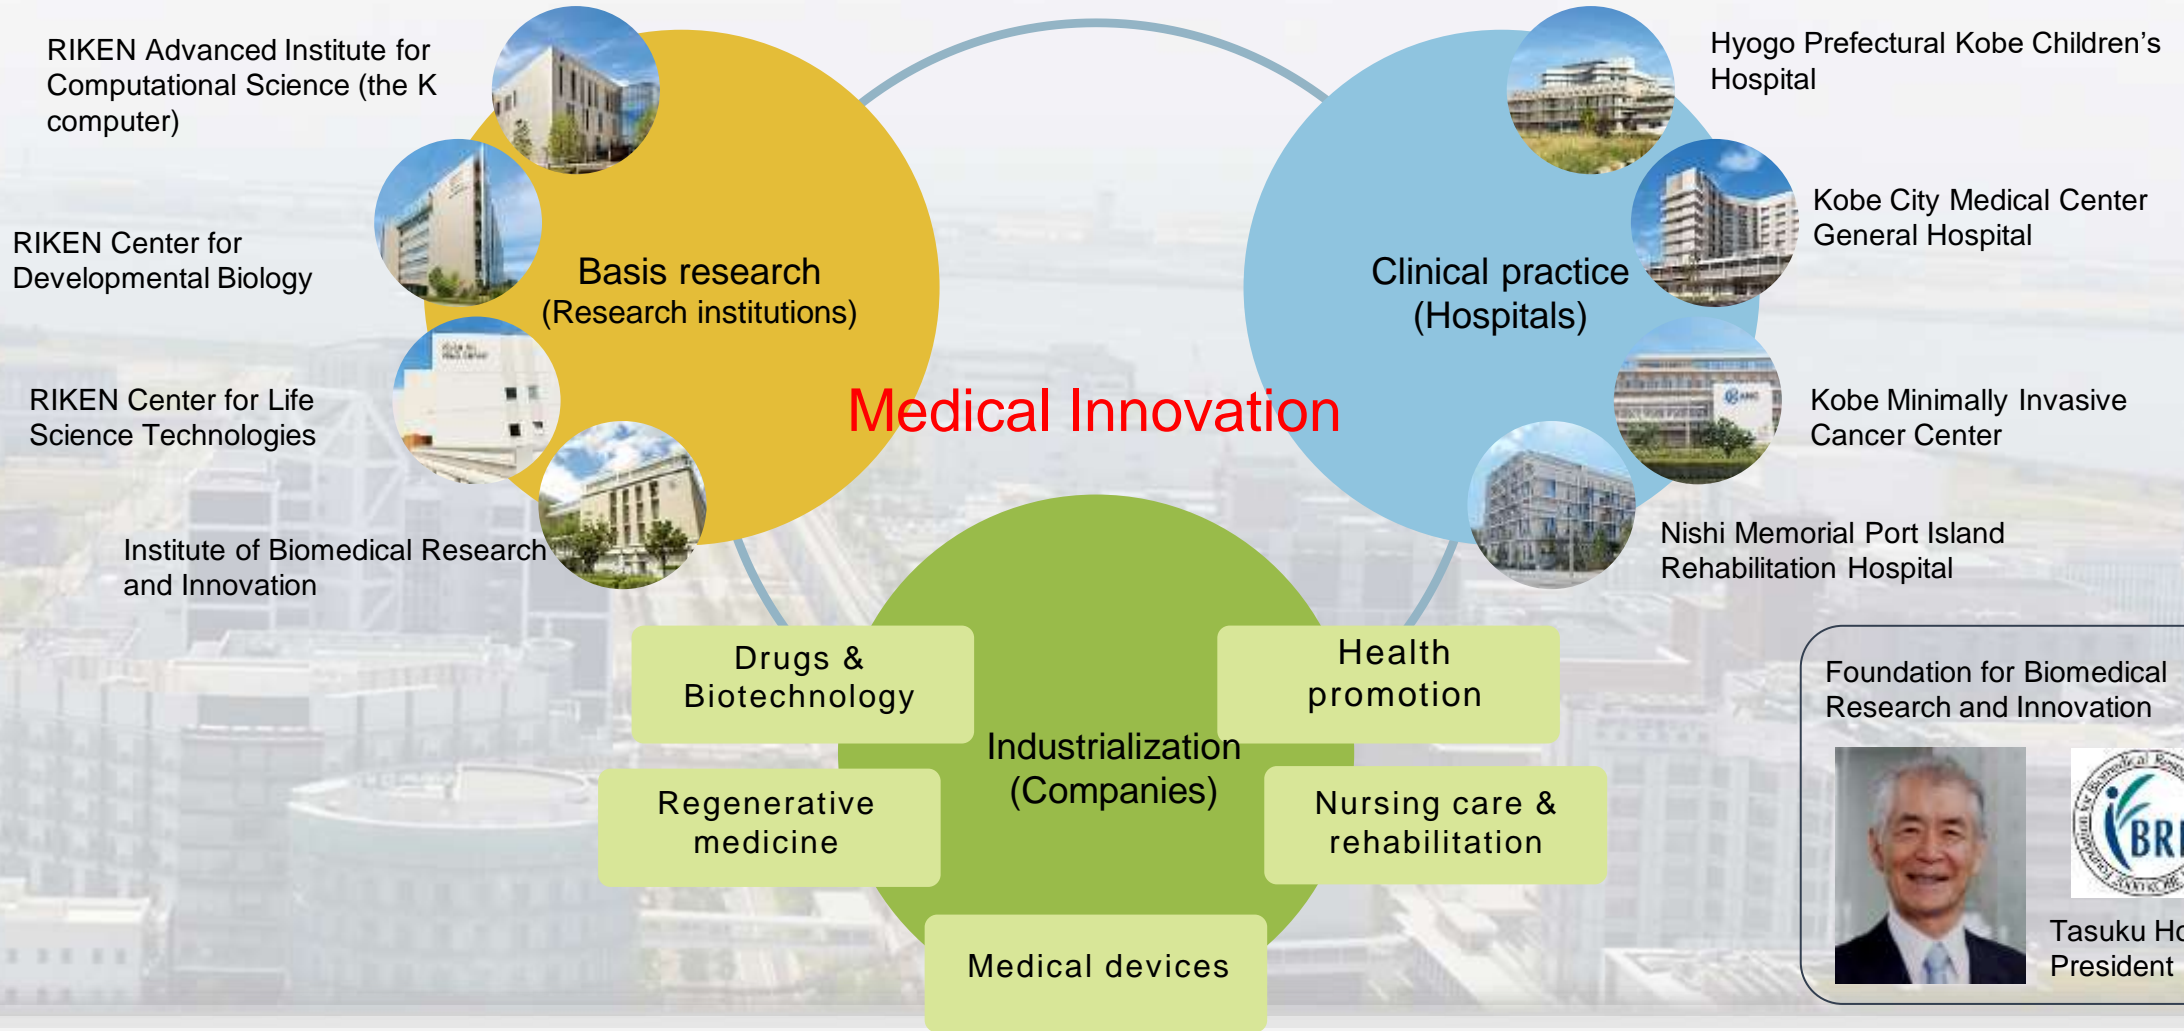 RIKEN Advanced Institute for
Computational Science (the K
computer)
RIKEN Center for
Developmental Biology
RIKEN Center for Life
Science Technologies
Institute of Biomedical Research
and Innovation
Basis research
(Research institutions)
Medical Innovation
Clinical practice
(Hospitals)
Hyogo Prefectural Kobe Children’s
Hospital
Kobe City Medical Center
General Hospital
Kobe Minimally Invasive
Cancer Center
Nishi Memorial Port Island
Rehabilitation Hospital
Drugs &
Biotechnology
Health
promotion
Industrialization
(Companies)
Regenerative
medicine
Nursing care &
rehabilitation
Medical devices
Foundation for Biomedical
Research and Innovation
Tasuku Ho
President